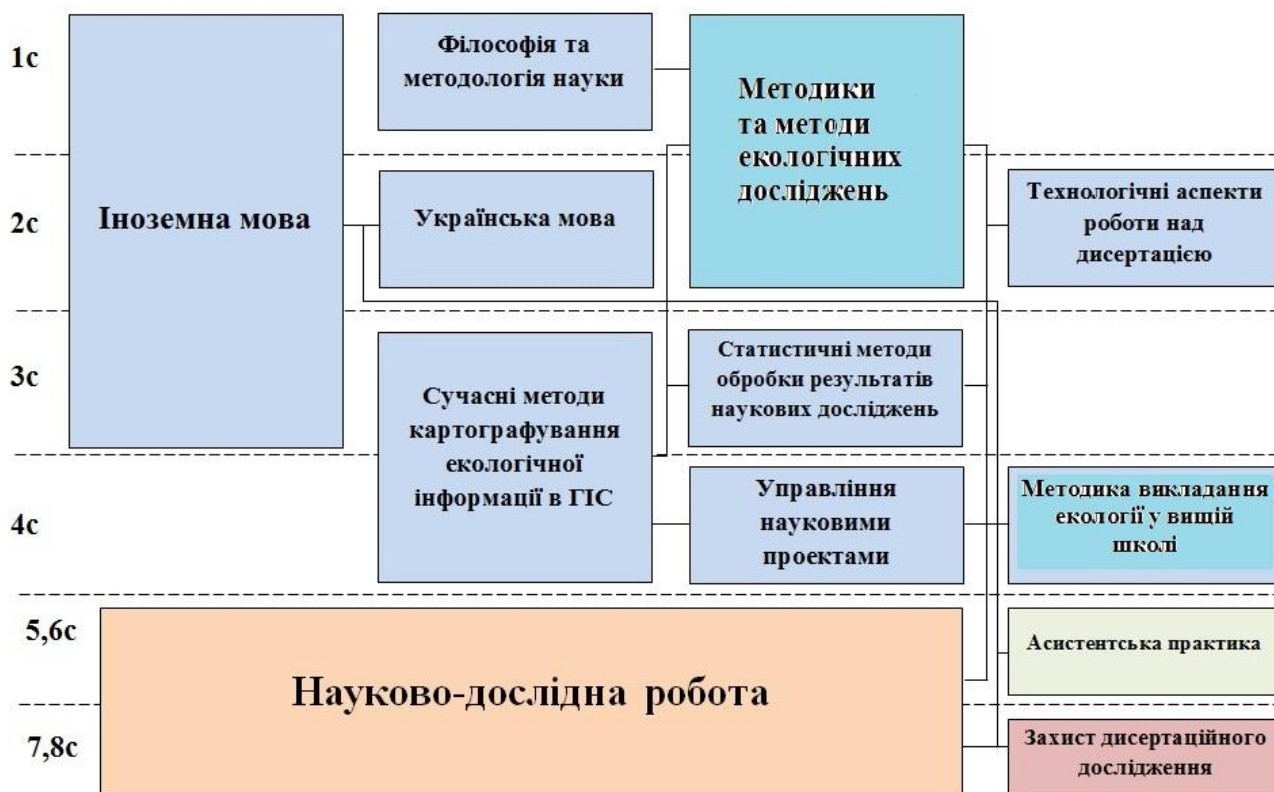 1с
Філософія та
методологія науки
Методики
та методи
екологічних
досліджень
2с
Іноземна мова
Українська мова
Технологічні аспекти
роботи над
дисертацією
3с
Сучасні методи
картографування
екологічної
інформації в ГІС
Статистичні методи
обробки результатів
наукових досліджень
4с
Управління
науковими
проектами
Методика викладання
екології у вищій
школі
5,6с
Науково-дослідна робота
Асистентська практика
7,8с
Захист дисертаційного
дослідження